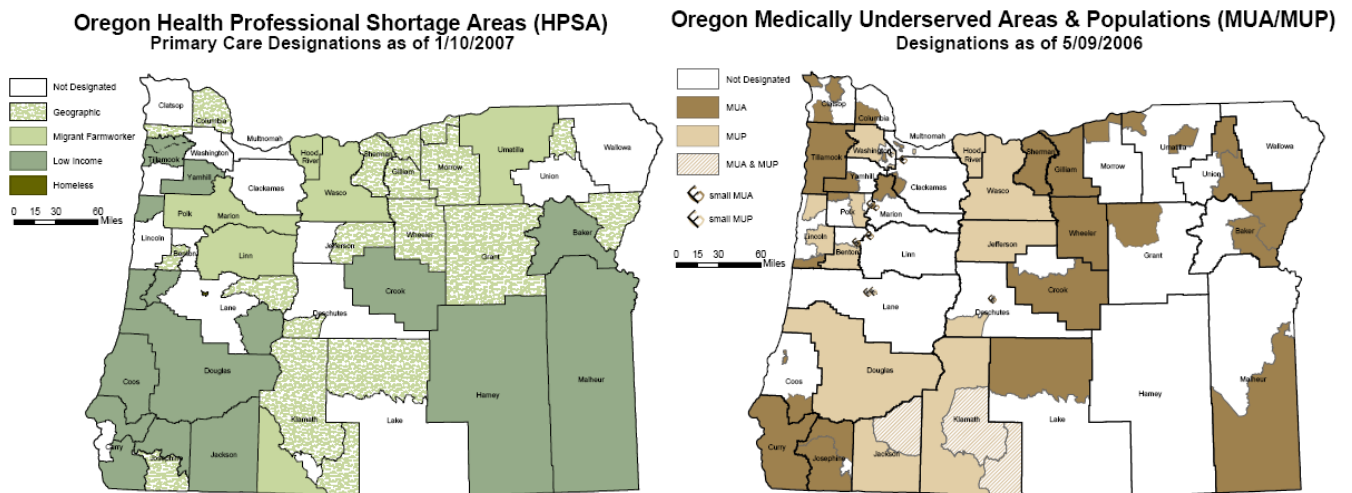 Oregon Health Professional Shortage Areas (HPSA)
Primary Care Designations as of 1/10/2007
Not Designated
Geographic
Migrant Farmworker
Low Income
Homeless
0 15 30 60
Miles
Clatsop
Columbia
Multnomah
Tillamook
Washington
Yamhill
Clackamas
Hood
River
Sherman
Gilliam
Morrow
Umatilla
Wallowa
Union
Wasco
Polk
Marion
Lincoln
Benton
Linn
Jefferson
Wheeler
Grant
Baker
Crook
Lane
Deschutes
Douglas
Coos
Curry
Josephine
Jackson
Klamath
Lake
Harney
Malheur
Oregon Medically Underserved Areas & Populations (MUA/MUP)
Designations as of 5/09/2006
Not Designated
MUA
MUP
MUA & MUP
small MUA
small MUP
0 15 30 60
Miles
Clatsop
Columbia
Multnomah
Tillamook
Washington
Yamhill
Clackamas
Hood
River
Sherman
Gilliam
Morrow
Umatilla
Wallowa
Union
Wasco
Polk
Marion
Lincoln
Benton
Linn
Jefferson
Wheeler
Grant
Baker
Crook
Lane
Deschutes
Douglas
Coos
Curry
Josephine
Jackson
Klamath
Lake
Harney
Malheur